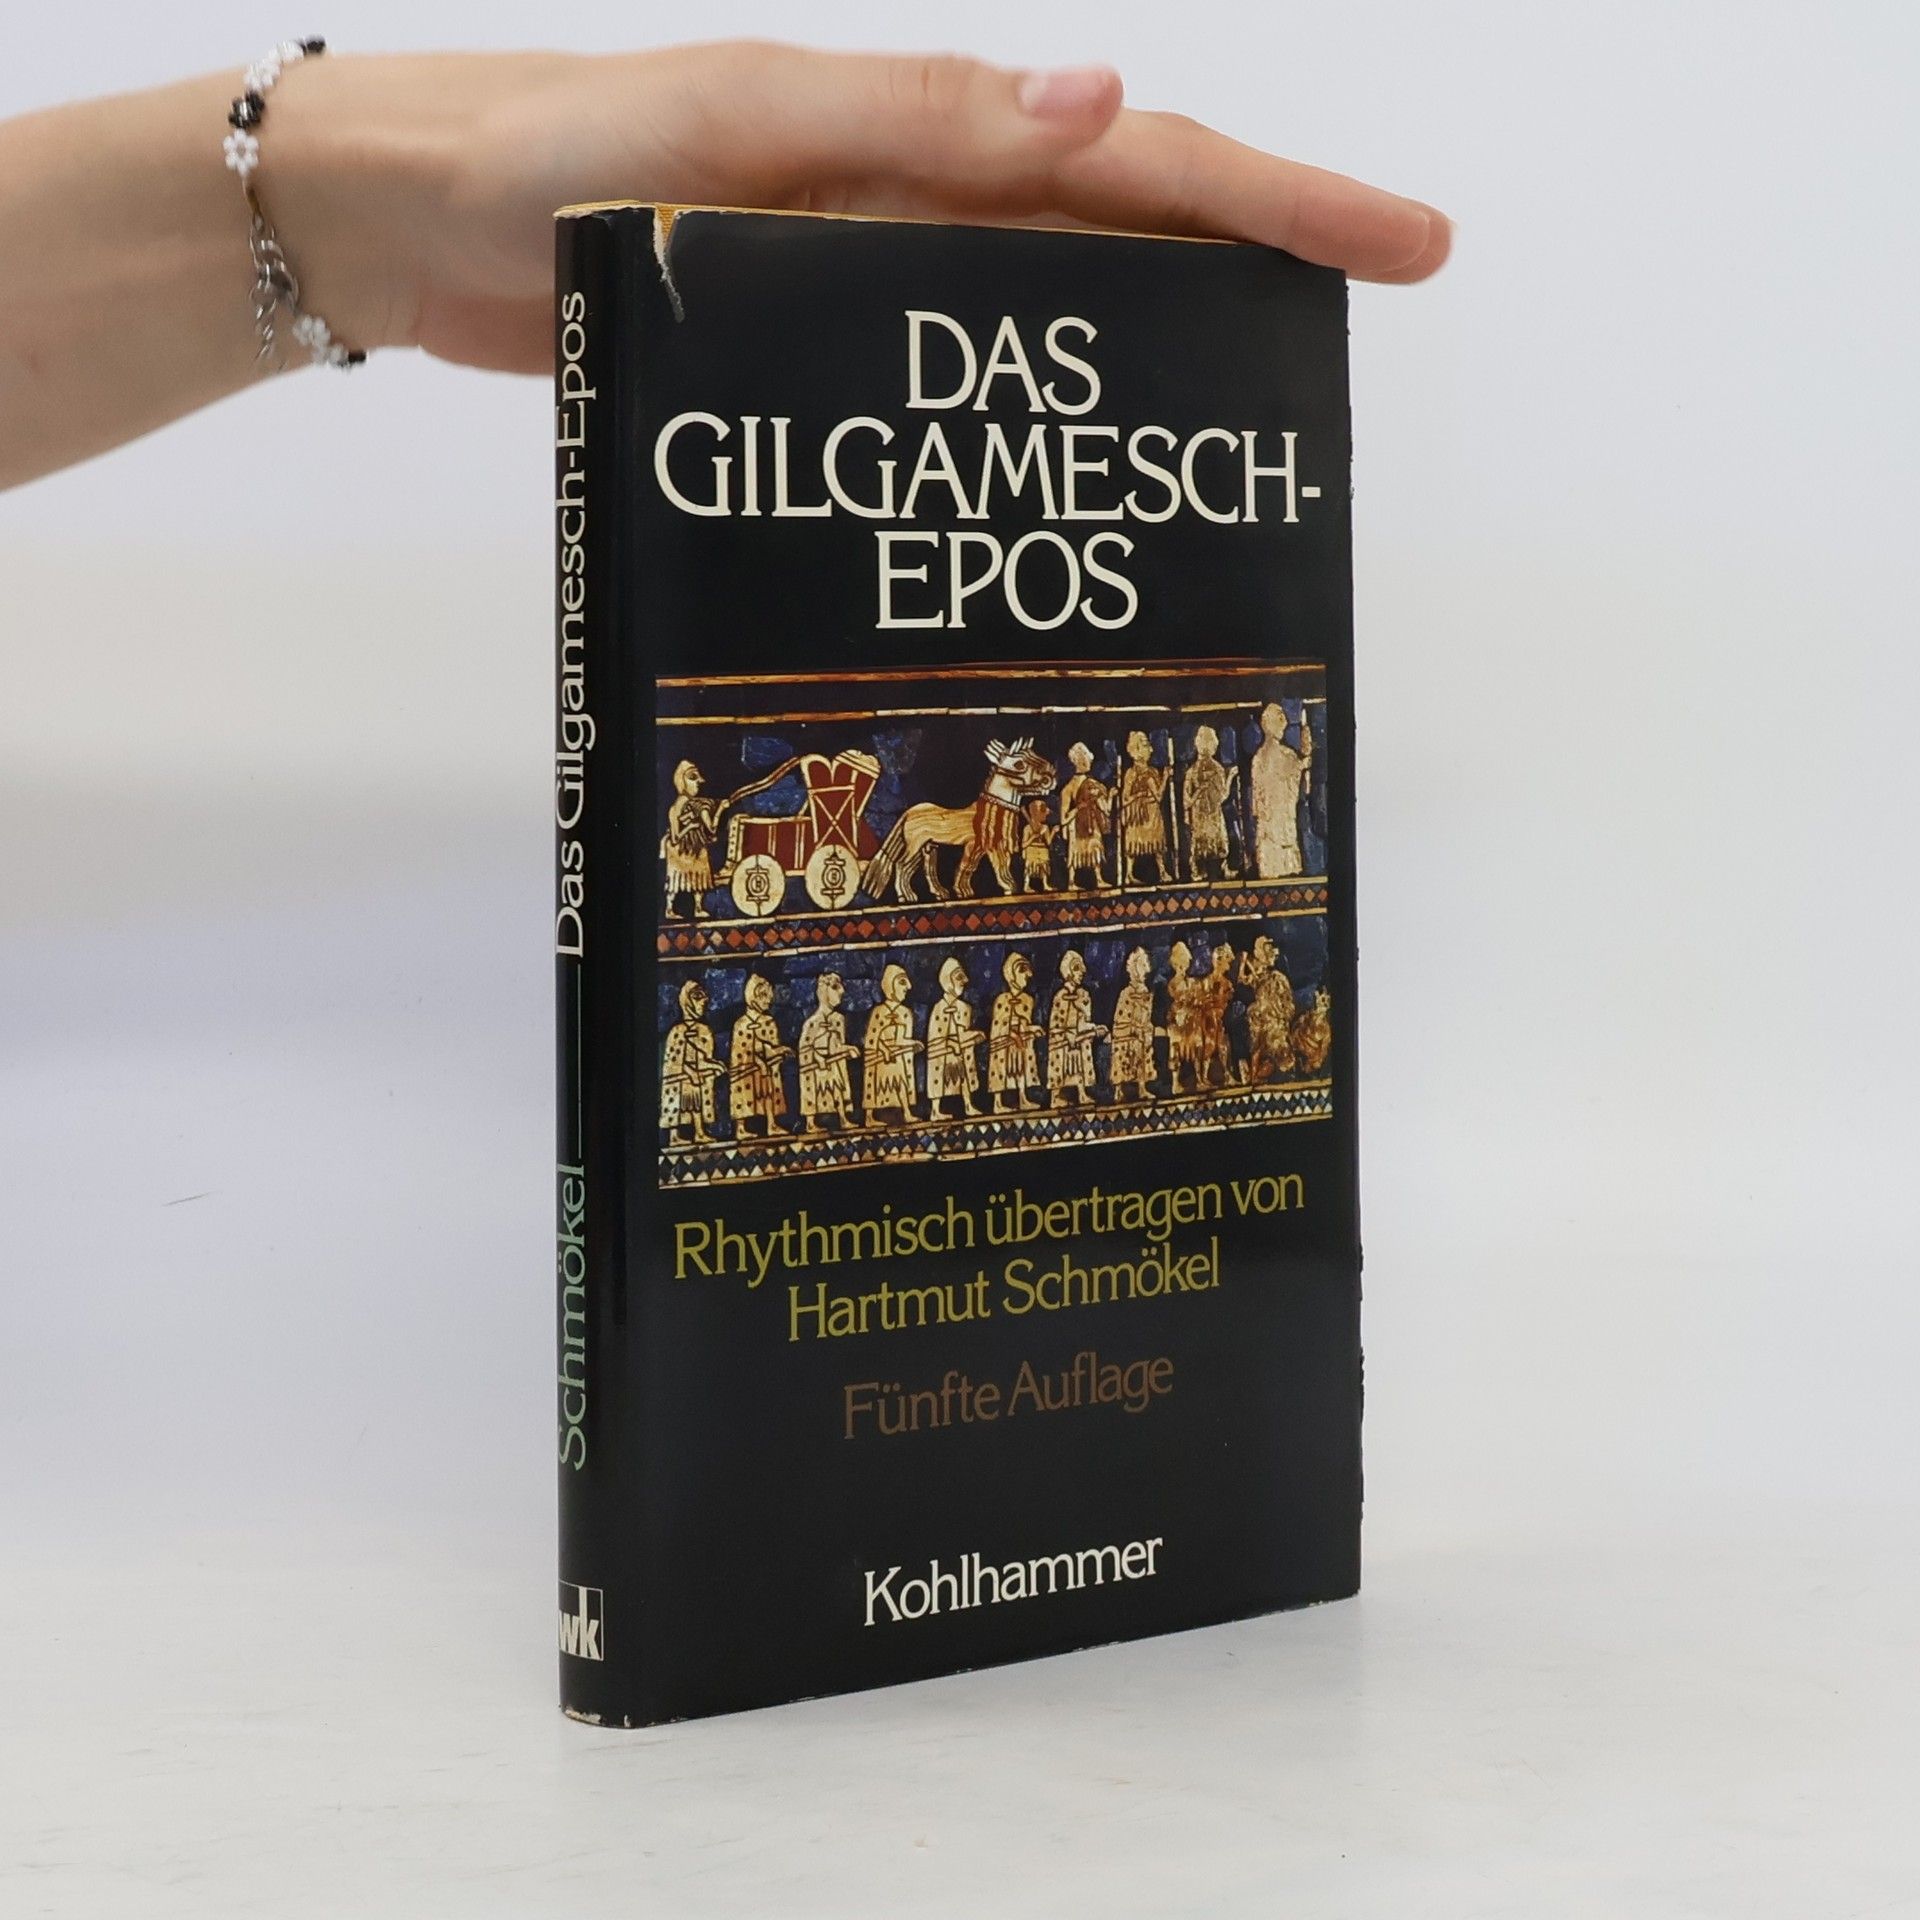 DAS
GILGAMESCH-
EPOS
Rhythmisch übertragen von
Hartmut Schmökel
Fünfte Auflage
Kohlhammer
Schmökel
Das Gilgamesch-Epos
wk